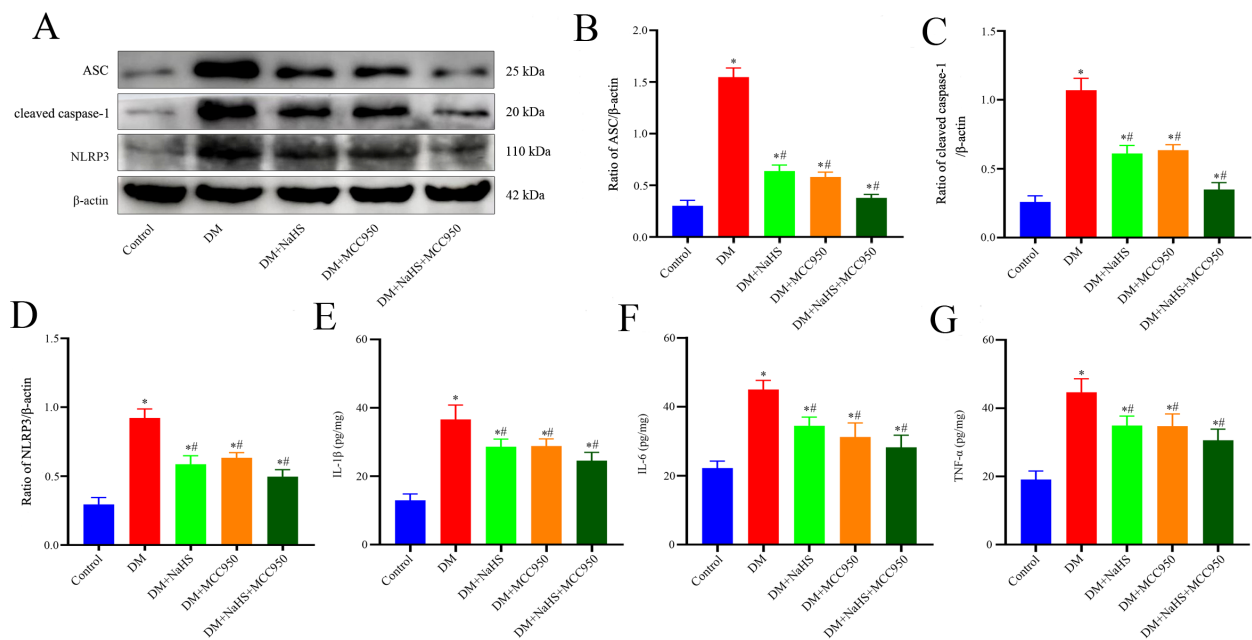 A
ASC
25 kDa
cleaved caspase-1
20 kDa
NLRP3
110 kDa
β-actin
42 kDa
Control
DM
DM+NaHS
DM+MCC950
DM+NaHS+MCC950
B
Ratio of ASC/β-actin
2.0
1.5
1.0
0.5
0.0
*
*#
*#
*#
Control
DM
DM+NaHS
DM+MCC950
DM+NaHS+MCC950
C
Ratio of cleaved caspase-1
/β-actin
1.5
1.0
0.5
0.0
*
*#
*#
*#
Control
DM
DM+NaHS
DM+MCC950
DM+NaHS+MCC950
D
Ratio of NLRP3/β-actin
1.5
1.0
0.5
0.0
*
*#
*#
*#
Control
DM
DM+NaHS
DM+MCC950
DM+NaHS+MCC950
E
IL-1β (pg/mg)
60
40
20
0
*
*#
*#
*#
Control
DM
DM+NaHS
DM+MCC950
DM+NaHS+MCC950
F
IL-6 (pg/mg)
60
40
20
0
*
*#
*#
*#
Control
DM
DM+NaHS
DM+MCC950
DM+NaHS+MCC950
G
TNF-α (pg/mg)
60
40
20
0
*
*#
*#
*#
Control
DM
DM+NaHS
DM+MCC950
DM+NaHS+MCC950